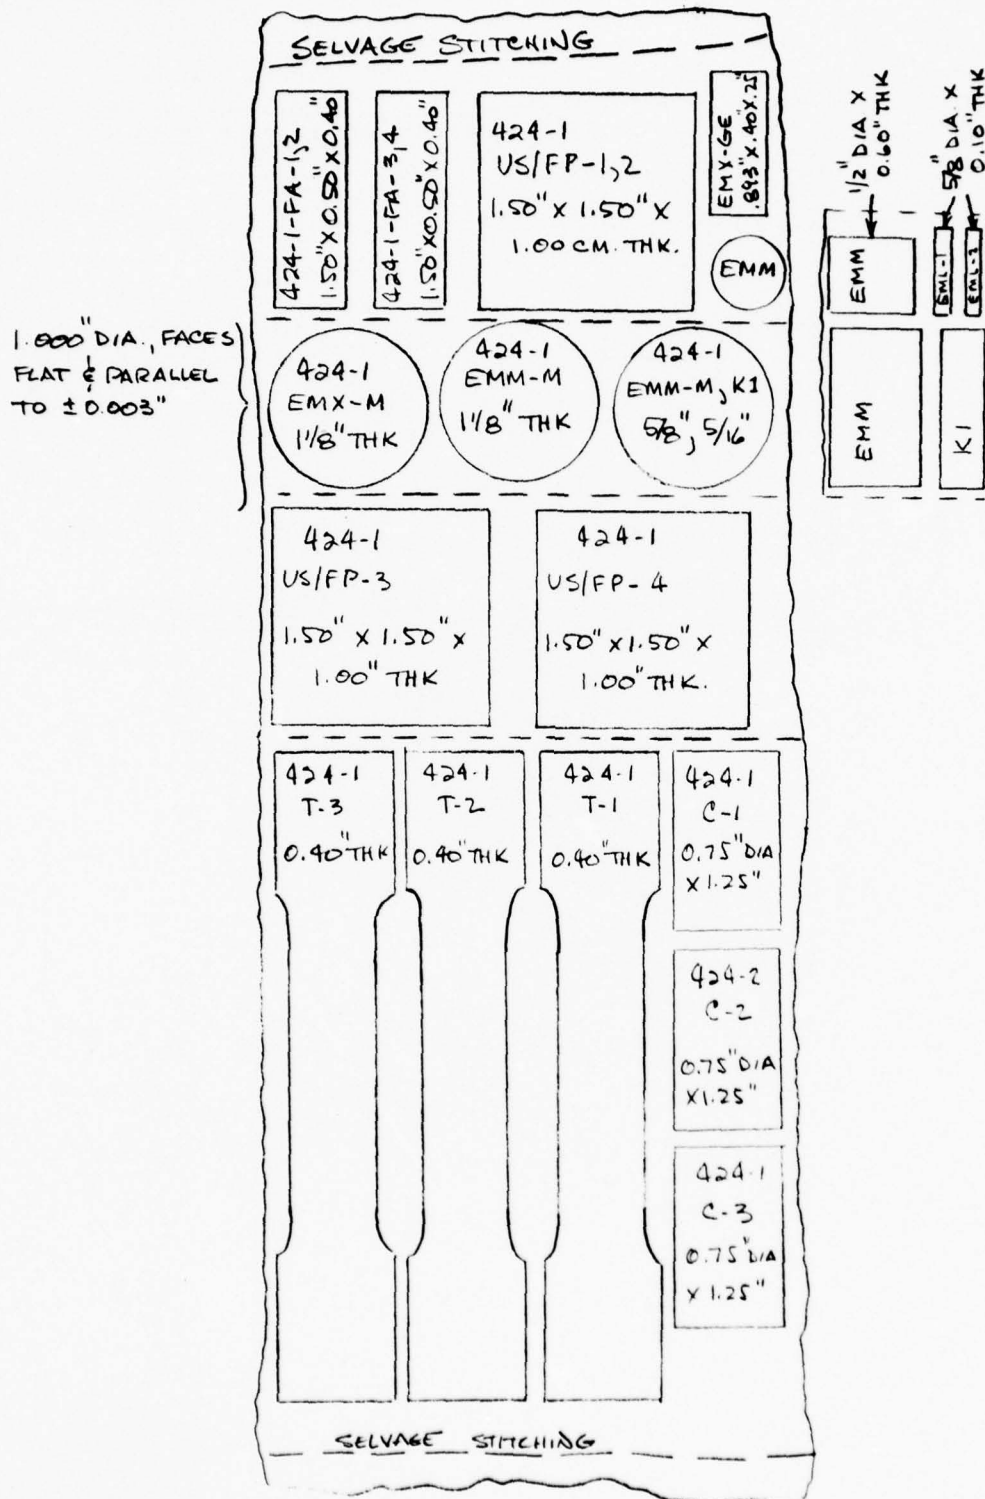 SELVAGE STITCHING
424-1-FA-1,2
1.50" X 0.50" X 0.40"
424-1-FA-3,4
1.50" X 0.50" X 0.40"
424-1
US/FP-1,2
1.50" X 1.50" X
1.00 CM. THK.
EMX-GE
.893" X .40 X .25"
EMM
1/2" DIA X
0.60" THK
5/8" DIA. X
0.10" THK
EMM
EML-1
EML-2
EMM
K1
1.000" DIA., FACES
FLAT & PARALLEL
TO ± 0.003"
424-1
EMX-M
1 1/8" THK
424-1
EMM-M
1 1/8" THK
424-1
EMM-M, K1
5/8", 5/16"
424-1
US/FP-3
1.50" X 1.50" X
1.00" THK
424-1
US/FP-4
1.50" X 1.50" X
1.00" THK.
424-1
T-3
0.40" THK
424-1
T-2
0.40" THK
424-1
T-1
0.40" THK
424-1
C-1
0.75" DIA
X 1.25"
424-2
C-2
0.75" DIA
X 1.25"
424-1
C-3
0.75" DIA
X 1.25"
SELVAGE STITCHING